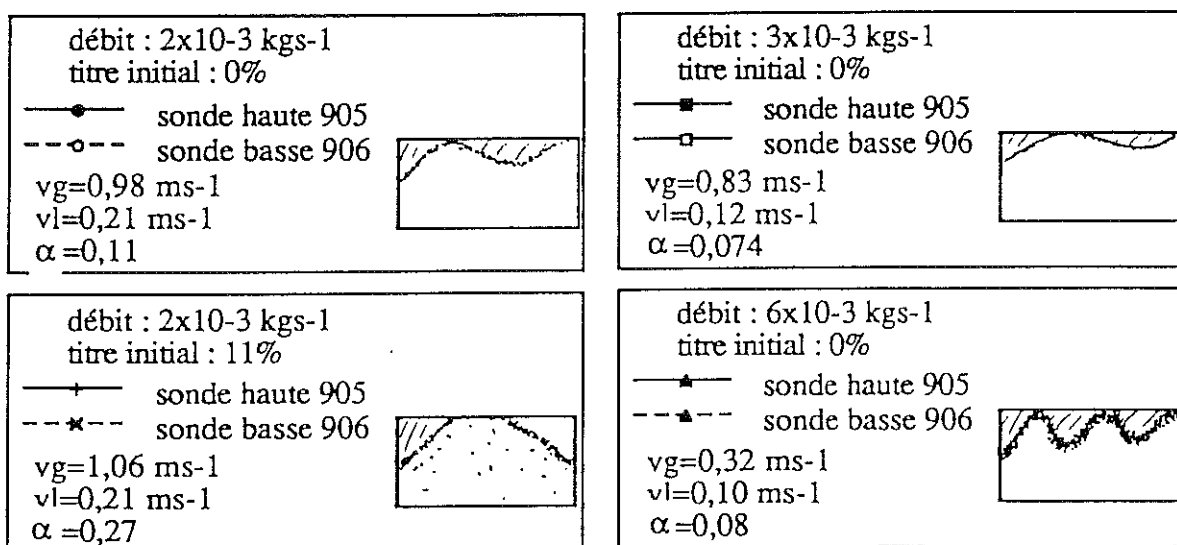 débit : 2x10-3 kgs-1
titre initial : 0%
sonde haute 905
sonde basse 906
vg=0,98 ms-1
vl=0,21 ms-1
α=0,11
débit : 3x10-3 kgs-1
titre initial : 0%
sonde haute 905
sonde basse 906
vg=0,83 ms-1
vl=0,12 ms-1
α=0,074
débit : 2x10-3 kgs-1
titre initial : 11%
sonde haute 905
sonde basse 906
vg=1,06 ms-1
vl=0,21 ms-1
α=0,27
débit : 6x10-3 kgs-1
titre initial : 0%
sonde haute 905
sonde basse 906
vg=0,32 ms-1
vl=0,10 ms-1
α=0,08